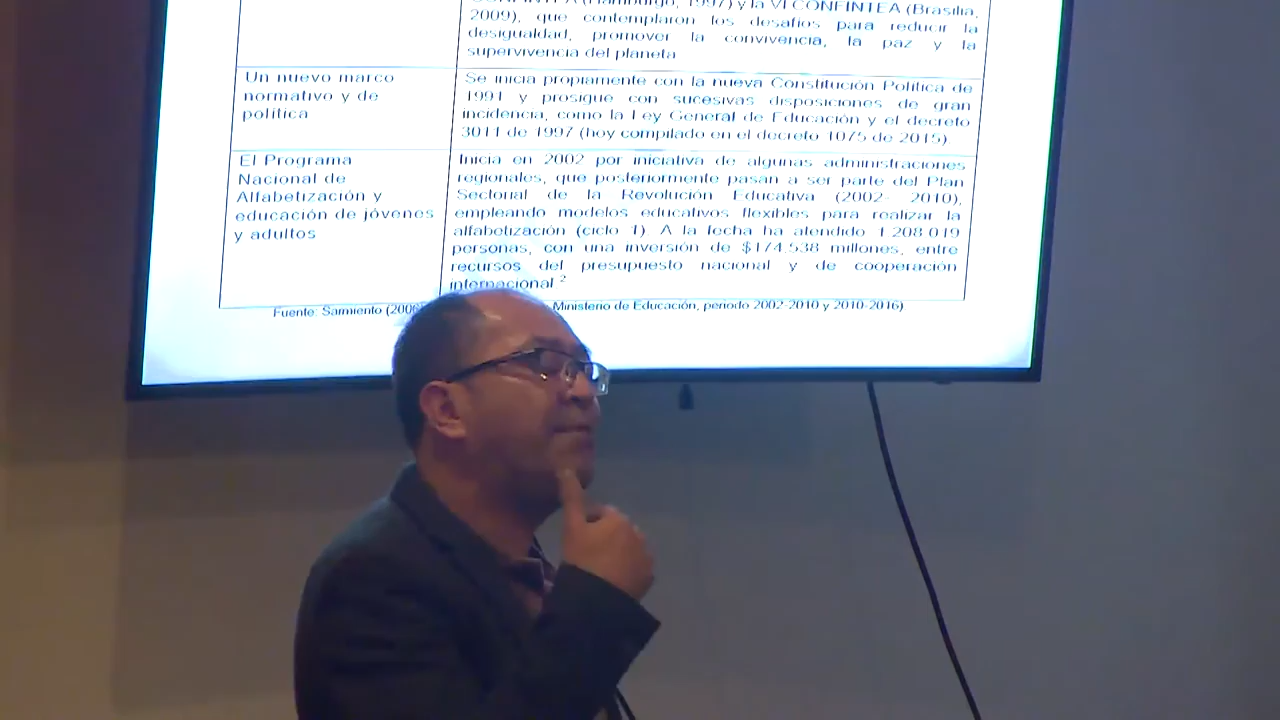 CONFINTEA (Hamburgo, 1997) y la VI CONFINTEA (Brasilia,
2009), que contemplaron los desafíos para reducir la
desigualdad, promover la convivencia, la paz y la
supervivencia del planeta
Un nuevo marco
normativo y de
política
Se inicia propiamente con la nueva Constitución Política de
1991 y prosigue con sucesivas disposiciones de gran
incidencia, como la Ley General de Educación y el decreto
3011 de 1997 (hoy compilado en el decreto 1075 de 2015).
El Programa
Nacional de
Alfabetización y
educación de jóvenes
y adultos
Inicia en 2002 por iniciativa de algunas administraciones
regionales, que posteriormente pasan a ser parte del Plan
Sectorial de la Revolución Educativa (2002- 2010),
empleando modelos educativos flexibles para realizar la
alfabetización (ciclo 1). A la fecha ha atendido 1.208.019
personas, con una inversión de $174.538 millones, entre
recursos del presupuesto nacional y de cooperación
internacional 2
Fuente: Sarmiento (2006 Ministerio de Educación, periodo 2002-2010 y 2010-2016)